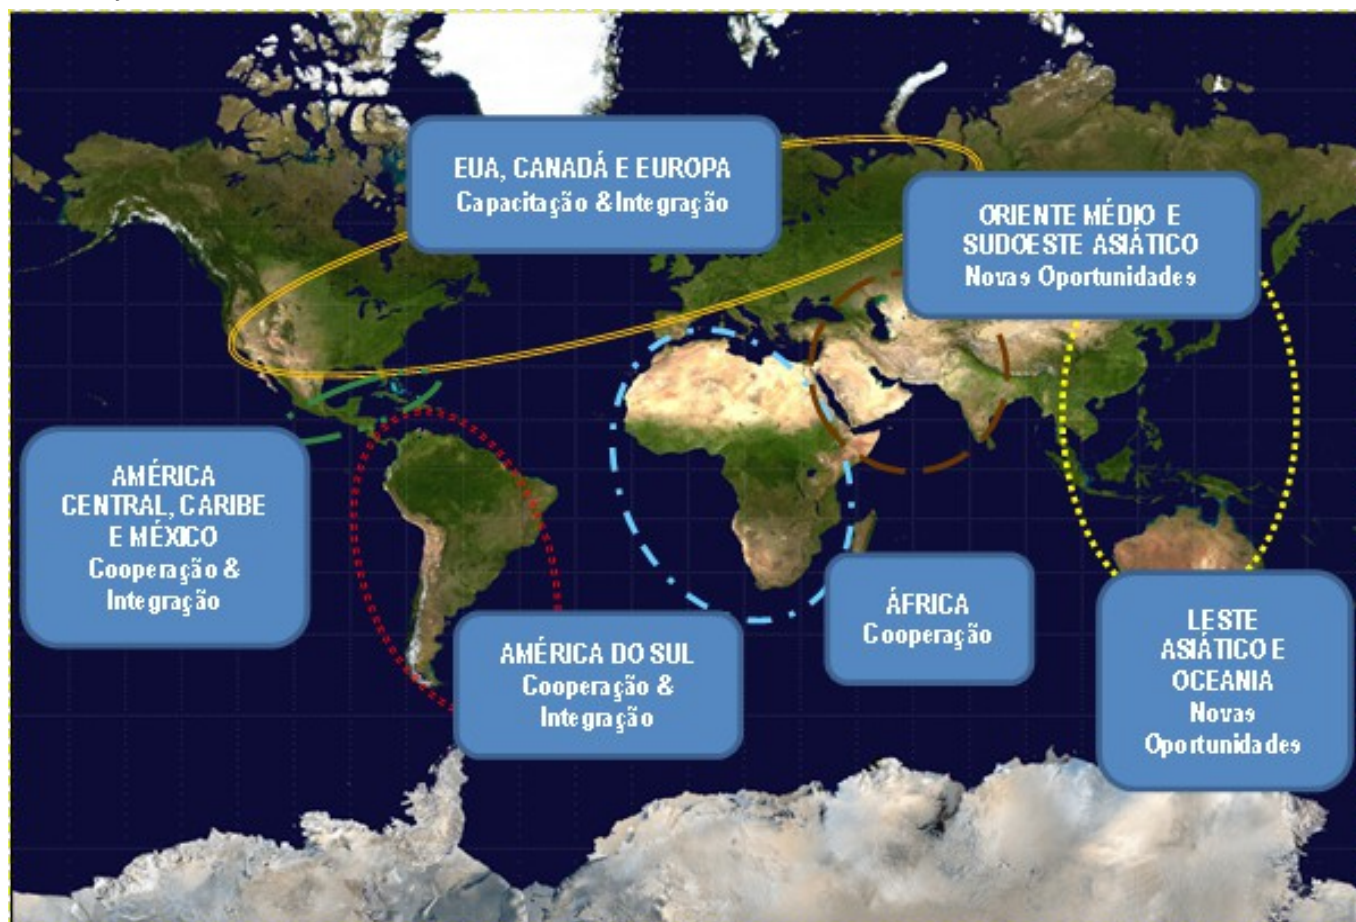 EUA, CANADÁ E EUROPA
Capacitação &Integração
ORIENTE MÉDIO E
SUDOESTE ASIÁTICO
Novas Oportunidades
AMÉRICA
CENTRAL, CARIBE
E MÉXICO
Cooperação &
Integração
AMÉRICA DO SUL
Cooperação &
Integração
ÁFRICA
Cooperação
LESTE
ASIÁTICO E
OCEANIA
Novas
Oportunidades